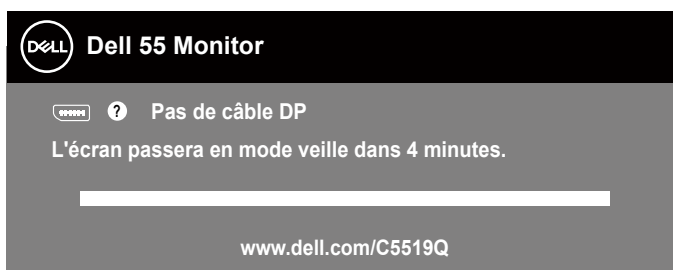 DELL Dell 55 Monitor
? Pas de câble DP
L'écran passera en mode veille dans 4 minutes.
www.dell.com/C5519Q